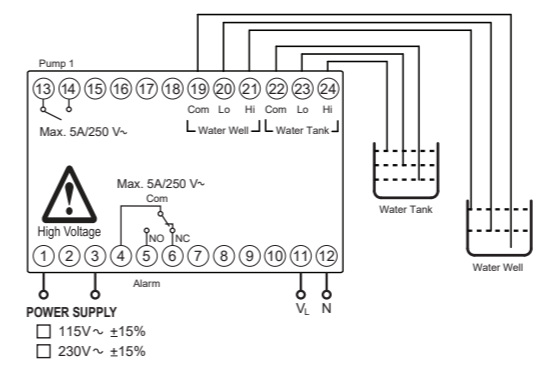 Pump 1
13 14 15 16 17 18 19 20 21 22 23 24
Com Lo Hi Com Lo Hi
Max. 5A/250 V~
Water Well Water Tank
Max. 5A/250 V~
Com
High Voltage
NO NC
1 2 3 4 5 6 7 8 9 10 11 12
Alarm
POWER SUPPLY
VL N
115V~ ±15%
230V~ ±15%
Water Tank
Water Well